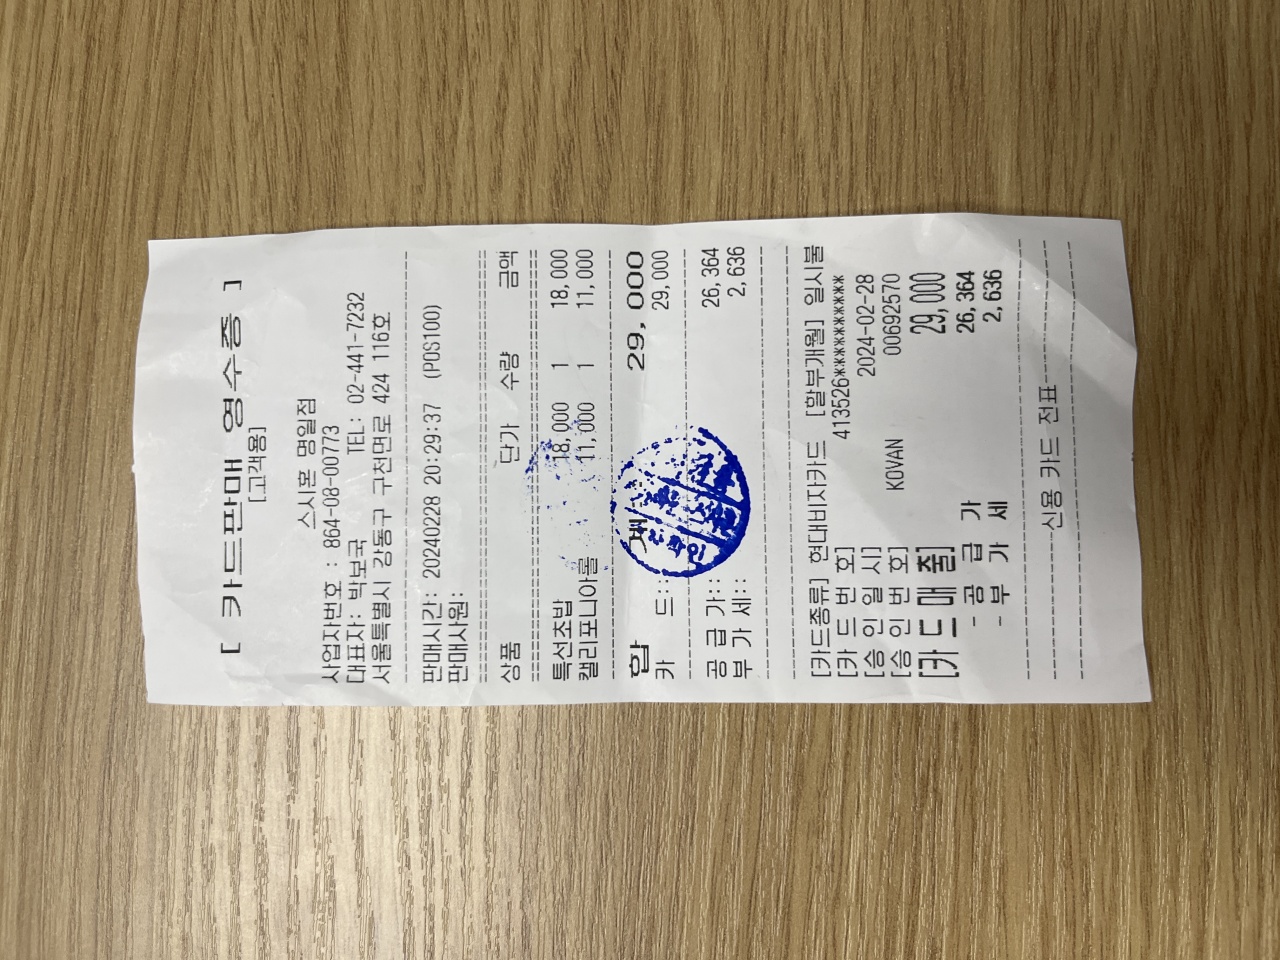 [ 카드판매 영수증 ]
[고객용]
스시혼 명일점
사업자번호 : 864-08-00773
대표자: 박보국 TEL: 02-441-7232
서울특별시 강동구 구천면로 424 116호
판매시간: 20240228 20:29:37 (POS100)
판매사원:
상품 단가 수량 금액
특선초밥 18,000 1 18,000
캘리포니아롤 11,000 1 11,000
합 계 29,000
카 드:: 29,000
공 급 가:: 26,364
부 가 세:: 2,636
[카드종류] 현대비자카드 [할부개월] 일시불
[카 드 번 호] 413526**********
[승 인 일 시] 2024-02-28
[승 인 번 호] KOVAN 00692570
[카 드 매 출] 29,000
- 공 급 가 26,364
- 부 가 세 2,636
신용 카드 전표